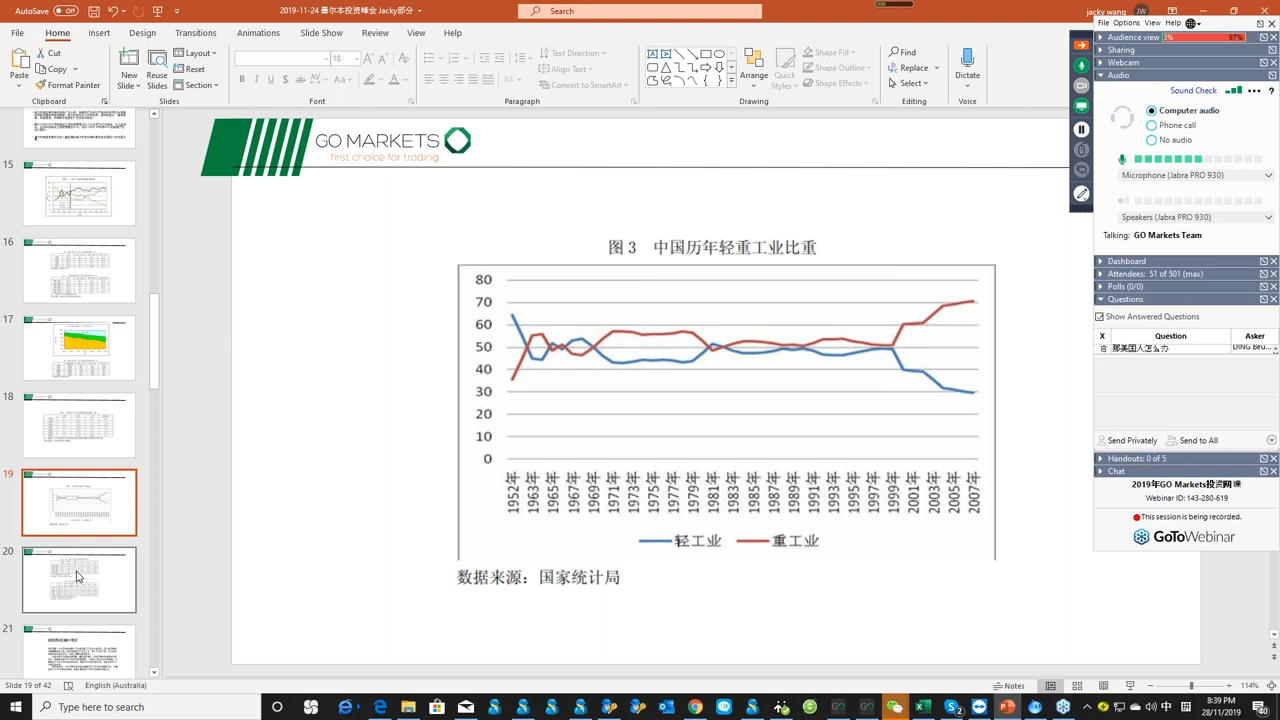 AutoSave Off
2019-11-24 墨尔本投资峰会 Jacky部分
Search
JW
File Home Insert Design Transitions Animations Slide Show Review View Help
Paste
Cut
Copy
Format Painter
Clipboard
New Slide
Reuse Slides
Layout
Reset
Section
Slides
18
Font
Text Direction
Align Text
Convert to SmartArt
Paragraph
Arrange
Quick Styles
Shape Fill
Shape Outline
Shape Effects
Drawing
Find
Replace
Select
Editing
Dictate
Voice
15
16
17
18
19
20
21
GO MARKETS
first choice for trading
图 3 中国历年轻重工业比重
80
70
60
50
40
30
20
10
0
1952年 1963年 1965年 1967年 1969年 1971年 1973年 1975年 1977年 1979年 1981年 1983年 1985年 1987年 1989年 1991年 1993年 1995年 1997年 1999年 2001年 2003年 2005年 2007年
轻工业 重工业
数据来源：国家统计局
File Options View Help
Audience view 3% 97%
Sharing
Webcam
Audio
Sound Check
?
Computer audio
Phone call
No audio
Microphone (Jabra PRO 930)
Speakers (Jabra PRO 930)
Talking: GO Markets Team
Dashboard
Attendees: 51 of 501 (max)
Polls (0/0)
Questions
Show Answered Questions
X Question Asker
那美国人怎么办 DING Beu...
Send Privately Send to All
Handouts: 0 of 5
Chat
2019年GO Markets投资网课
Webinar ID: 143-280-619
This session is being recorded.
GoToWebinar
Slide 19 of 42 English (Australia)
Notes
114%
Type here to search
8:39 PM
28/11/2019